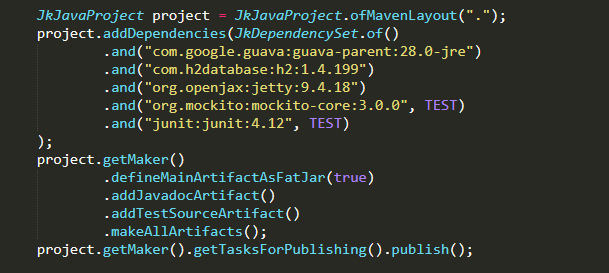 JkJavaProject project = JkJavaProject.ofMavenLayout(".");
project.addDependencies(JkDependencySet.of()
        .and("com.google.guava:guava-parent:28.0-jre")
        .and("com.h2database:h2:1.4.199")
        .and("org.openjax:jetty:9.4.18")
        .and("org.mockito:mockito-core:3.0.0", TEST)
        .and("junit:junit:4.12", TEST)
);
project.getMaker()
        .defineMainArtifactAsFatJar(true)
        .addJavadocArtifact()
        .addTestSourceArtifact()
        .makeAllArtifacts();
project.getMaker().getTasksForPublishing().publish();